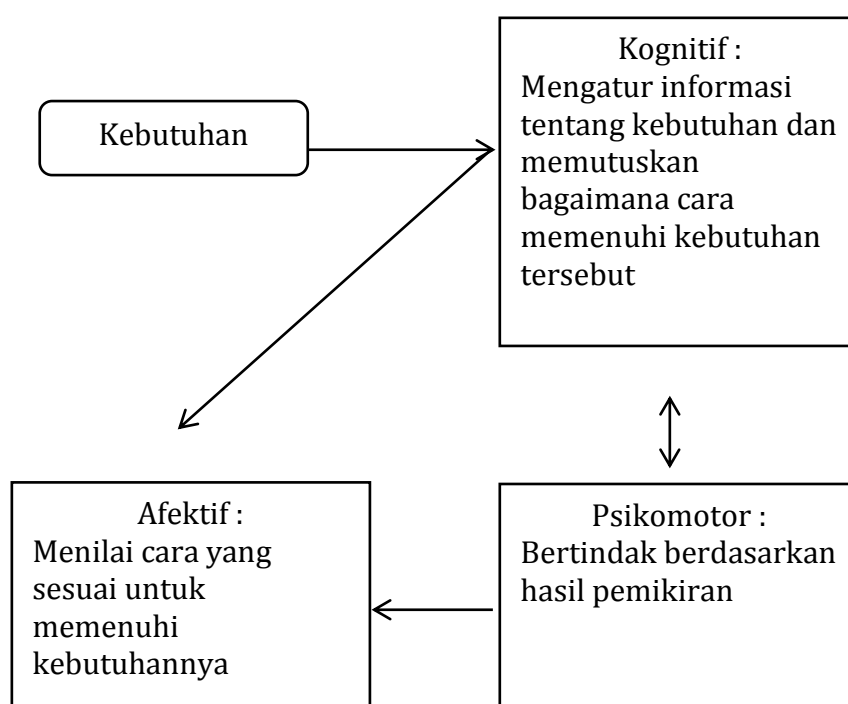 Kebutuhan
Kognitif :
Mengatur informasi
tentang kebutuhan dan
memutuskan
bagaimana cara
memenuhi kebutuhan
tersebut
Afektif :
Menilai cara yang
sesuai untuk
memenuhi
kebutuhannya
Psikomotor :
Bertindak berdasarkan
hasil pemikiran